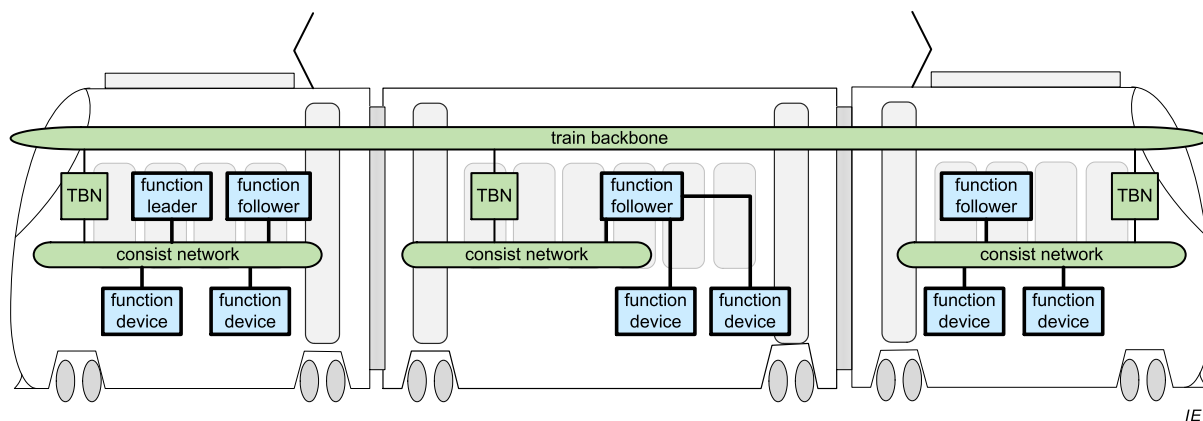 train backbone
TBN
function
leader
function
follower
TBN
function
follower
function
follower
TBN
consist network
consist network
consist network
function
device
function
device
function
device
function
device
function
device
function
device
IE